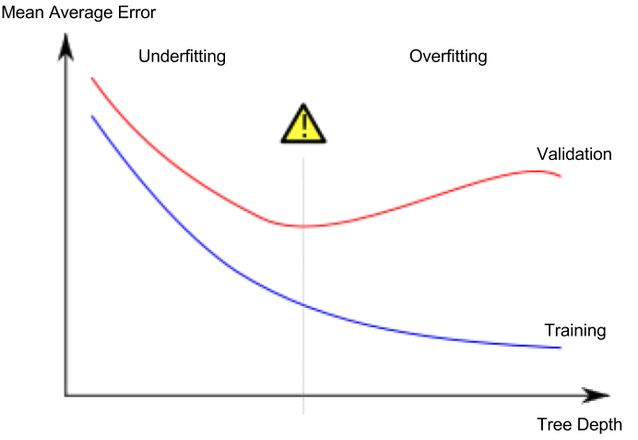 Mean Average Error
Underfitting
Overfitting
!
Validation
Training
Tree Depth